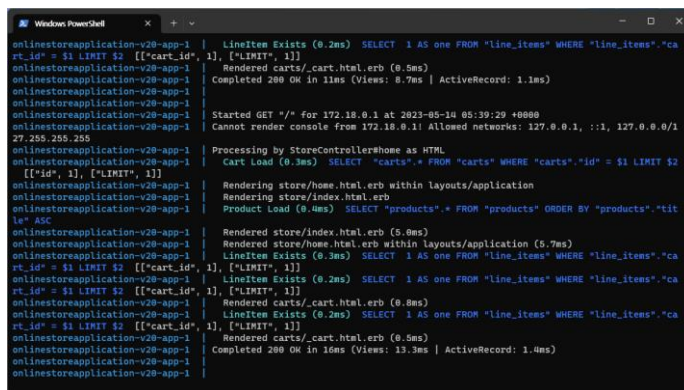 Windows PowerShell
onlinestoreapplication-v20-app-1 | LineItem Exists (0.2ms) SELECT 1 AS one FROM "line_items" WHERE "line_items"."ca
rt_id" = $1 LIMIT $2 [["cart_id", 1], ["LIMIT", 1]]
onlinestoreapplication-v20-app-1 | Rendered carts/_cart.html.erb (0.5ms)
onlinestoreapplication-v20-app-1 | Completed 200 OK in 11ms (Views: 8.7ms | ActiveRecord: 1.1ms)
onlinestoreapplication-v20-app-1 |
onlinestoreapplication-v20-app-1 |
onlinestoreapplication-v20-app-1 | Started GET "/" for 172.18.0.1 at 2023-05-14 05:39:29 +0000
onlinestoreapplication-v20-app-1 | Cannot render console from 172.18.0.1! Allowed networks: 127.0.0.1, ::1, 127.0.0.0/1
27.255.255.255
onlinestoreapplication-v20-app-1 | Processing by StoreController#home as HTML
onlinestoreapplication-v20-app-1 | Cart Load (0.3ms) SELECT "carts".* FROM "carts" WHERE "carts"."id" = $1 LIMIT $2
[["id", 1], ["LIMIT", 1]]
onlinestoreapplication-v20-app-1 | Rendering store/home.html.erb within layouts/application
onlinestoreapplication-v20-app-1 | Rendering store/index.html.erb
onlinestoreapplication-v20-app-1 | Product Load (0.4ms) SELECT "products".* FROM "products" ORDER BY "products"."tit
le" ASC
onlinestoreapplication-v20-app-1 | Rendered store/index.html.erb (5.0ms)
onlinestoreapplication-v20-app-1 | Rendered store/home.html.erb within layouts/application (5.7ms)
onlinestoreapplication-v20-app-1 | LineItem Exists (0.3ms) SELECT 1 AS one FROM "line_items" WHERE "line_items"."ca
rt_id" = $1 LIMIT $2 [["cart_id", 1], ["LIMIT", 1]]
onlinestoreapplication-v20-app-1 | LineItem Exists (0.2ms) SELECT 1 AS one FROM "line_items" WHERE "line_items"."ca
rt_id" = $1 LIMIT $2 [["cart_id", 1], ["LIMIT", 1]]
onlinestoreapplication-v20-app-1 | Rendered carts/_cart.html.erb (0.8ms)
onlinestoreapplication-v20-app-1 | LineItem Exists (0.2ms) SELECT 1 AS one FROM "line_items" WHERE "line_items"."ca
rt_id" = $1 LIMIT $2 [["cart_id", 1], ["LIMIT", 1]]
onlinestoreapplication-v20-app-1 | Rendered carts/_cart.html.erb (0.5ms)
onlinestoreapplication-v20-app-1 | Completed 200 OK in 16ms (Views: 13.3ms | ActiveRecord: 1.4ms)
onlinestoreapplication-v20-app-1 |
onlinestoreapplication-v20-app-1 |